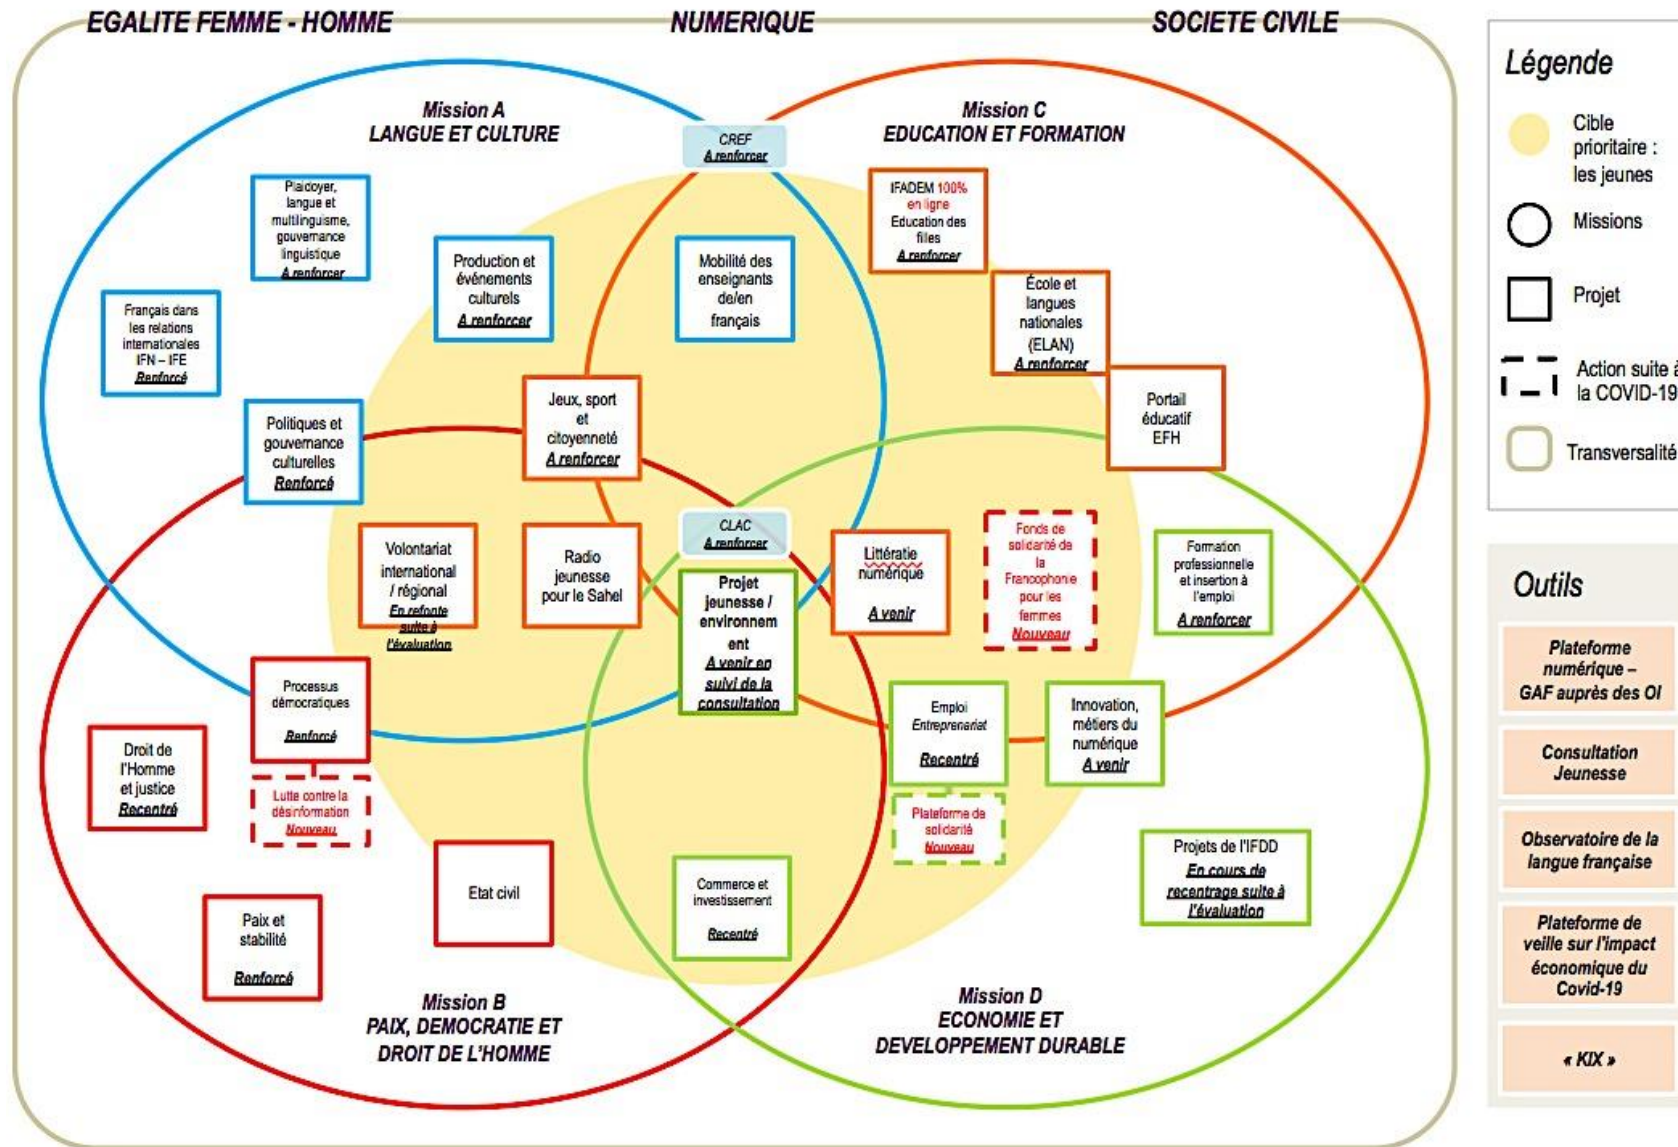 EGALITE FEMME - HOMME
NUMERIQUE
SOCIETE CIVILE
Mission A
LANGUE ET CULTURE
Mission C
EDUCATION ET FORMATION
CREF
A renforcer
Plaidoyer,
langue et
multilinguisme,
gouvernance
linguistique
A renforcer
Production et
événements
culturels
A renforcer
Mobilité des
enseignants
de/en
français
IFADEM 100%
en ligne
Education des
filles
A renforcer
École et
langues
nationales
(ELAN)
A renforcer
Français dans
les relations
internationales
IFN – IFE
Renforcé
Politiques et
gouvernance
culturelles
Renforcé
Jeux, sport
et
citoyenneté
A renforcer
Portail
éducatif
EFH
Volontariat
international
/ régional
En refonte
suite à
l'évaluation
Radio
jeunesse
pour le Sahel
CLAC
A renforcer
Projet
jeunesse /
environnem
ent
A venir en
suivi de la
consultation
Littératie
numérique
A venir
Fonds de
solidarité de
la
Francophonie
pour les
femmes
Nouveau
Formation
professionnelle
et insertion à
l'emploi
A renforcer
Processus
démocratiques
Renforcé
Droit de
l'Homme
et justice
Recentré
Lutte contre la
désinformation
Nouveau
Emploi
Entreprenariat
Recentré
Innovation,
métiers du
numérique
A venir
Plateforme de
solidarité
Nouveau
Etat civil
Commerce et
investissement
Recentré
Projets de l'IFDD
En cours de
recentrage suite à
l'évaluation
Paix et
stabilité
Renforcé
Mission B
PAIX, DEMOCRATIE ET
DROIT DE L'HOMME
Mission D
ECONOMIE ET
DEVELOPPEMENT DURABLE
Légende
Cible
prioritaire :
les jeunes
Missions
Projet
Action suite à
la COVID-19
Transversalité
Outils
Plateforme
numérique –
GAF auprès des OI
Consultation
Jeunesse
Observatoire de la
langue française
Plateforme de
veille sur l'impact
économique du
Covid-19
« KIX »